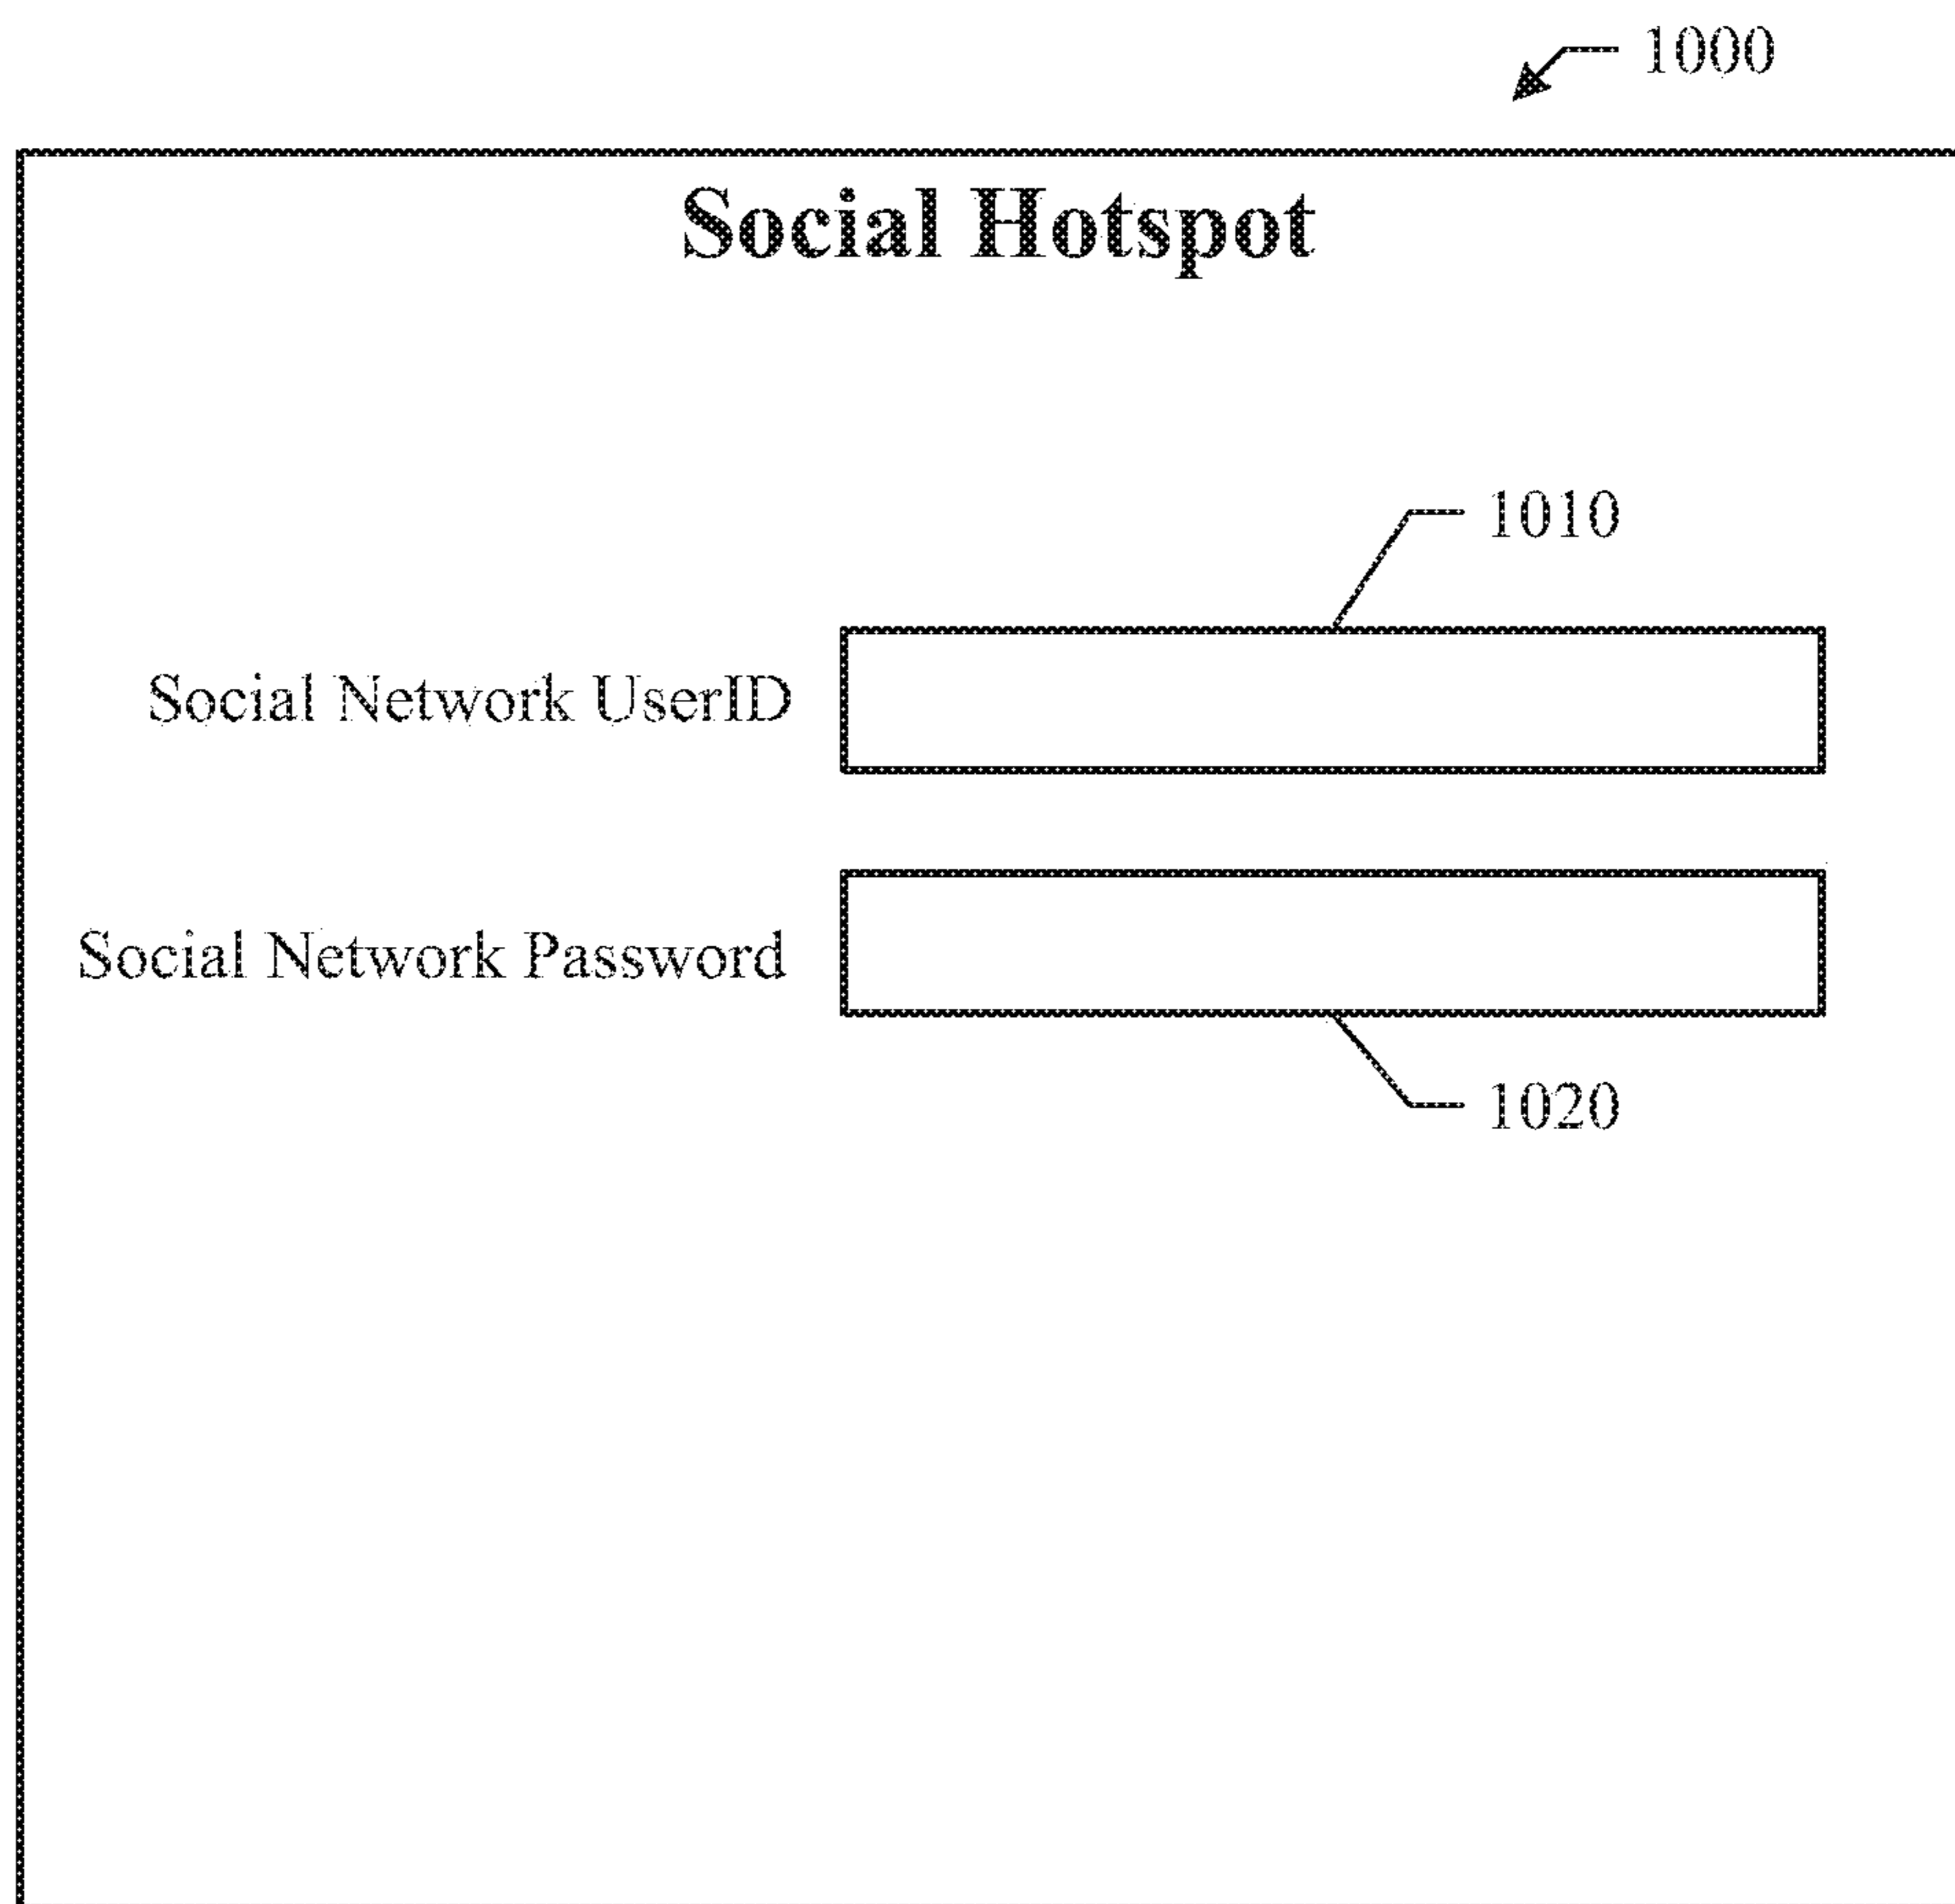 1000
Social Hotspot
1010
Social Network UserID
Social Network Password
1020